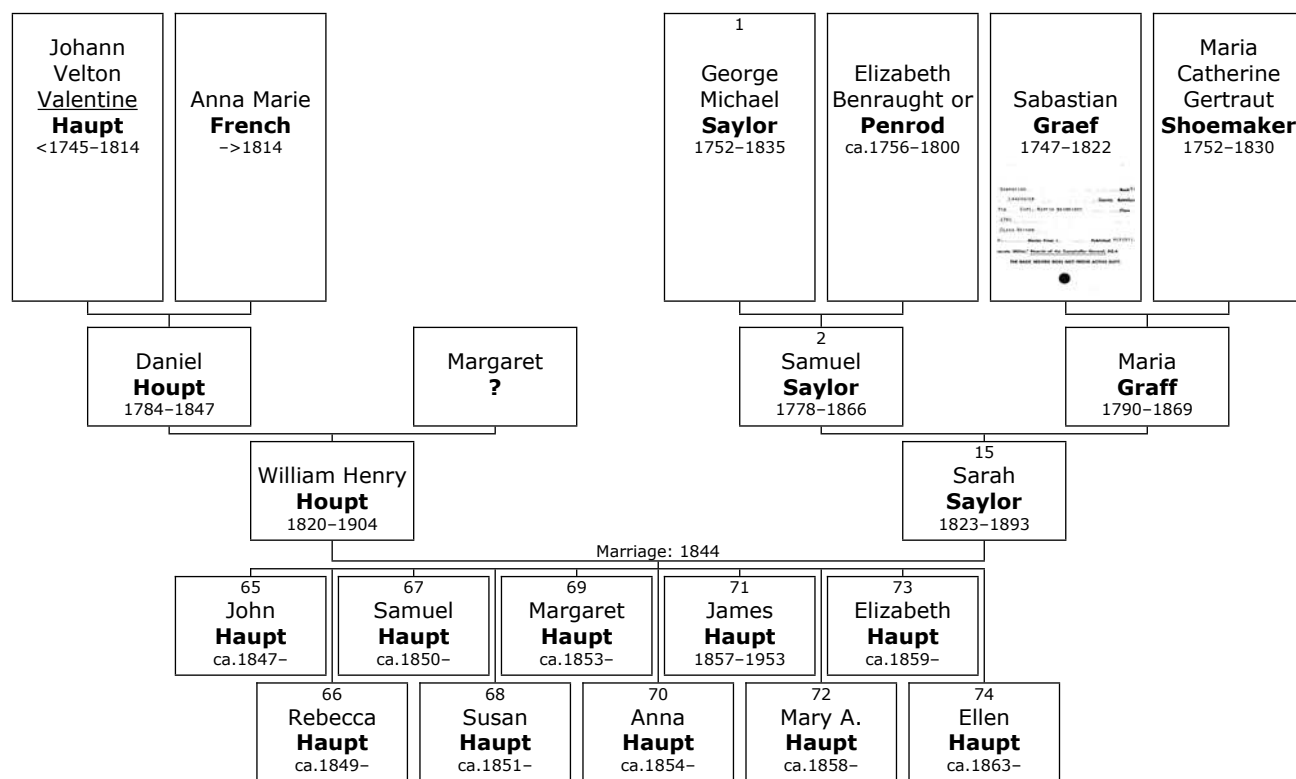 Johann
Velton
Valentine
Haupt
<1745–1814
Anna Marie
French
–>1814
1
George
Michael
Saylor
1752–1835
Elizabeth
Benraught or
Penrod
ca.1756–1800
Sabastian
Graef
1747–1822
Maria
Catherine
Gertraut
Shoemaker
1752–1830
Daniel
Houpt
1784–1847
Margaret
?
2
Samuel
Saylor
1778–1866
Maria
Graff
1790–1869
William Henry
Houpt
1820–1904
15
Sarah
Saylor
1823–1893
Marriage: 1844
65
John
Haupt
ca.1847–
67
Samuel
Haupt
ca.1850–
69
Margaret
Haupt
ca.1853–
71
James
Haupt
1857–1953
73
Elizabeth
Haupt
ca.1859–
66
Rebecca
Haupt
ca.1849–
68
Susan
Haupt
ca.1851–
70
Anna
Haupt
ca.1854–
72
Mary A.
Haupt
ca.1858–
74
Ellen
Haupt
ca.1863–